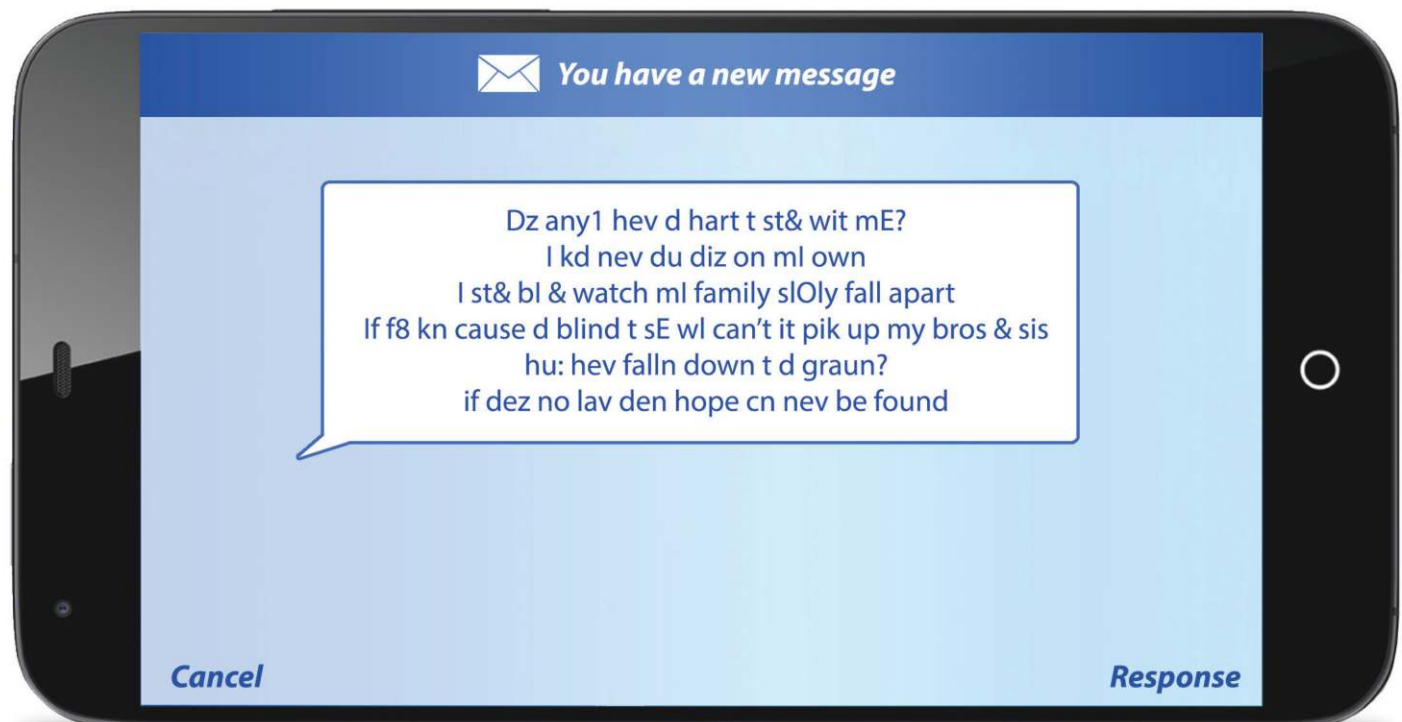 You have a new message
Dz any1 hev d hart t st& wit mE?
I kd nev du diz on mI own
I st& bI & watch mI family slOly fall apart
If f8 kn cause d blind t sE wl can't it pik up my bros & sis
hu: hev falln down t d graun?
if dez no lav den hope cn nev be found
Cancel
Response